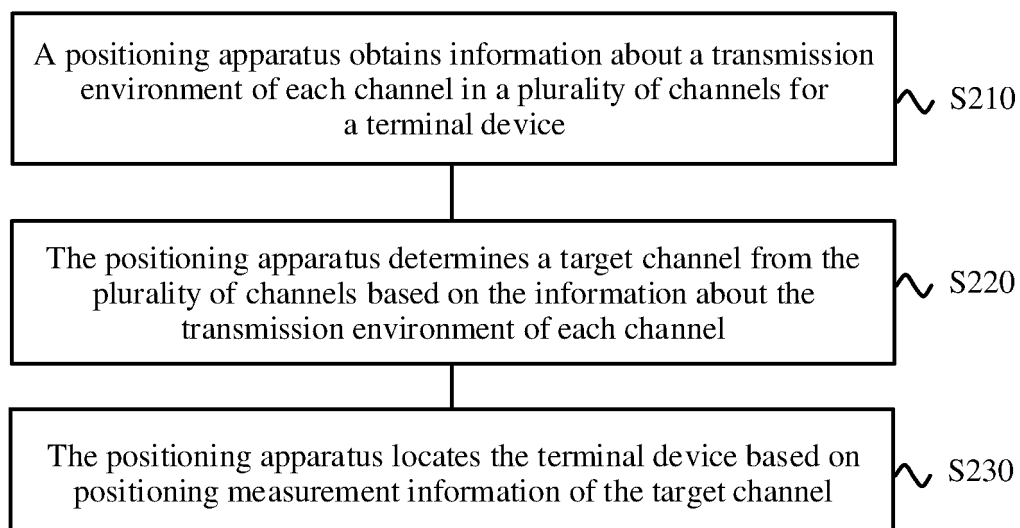 A positioning apparatus obtains information about a transmission
environment of each channel in a plurality of channels for
a terminal device
S210
The positioning apparatus determines a target channel from the
plurality of channels based on the information about the
transmission environment of each channel
S220
The positioning apparatus locates the terminal device based on
positioning measurement information of the target channel
S230